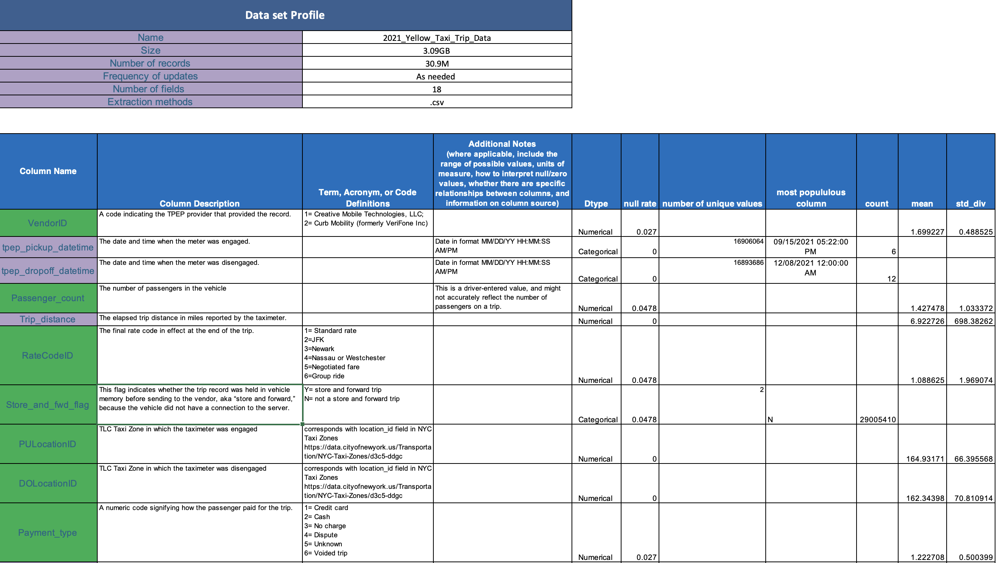 Data set Profile
Name 2021_Yellow_Taxi_Trip_Data
Size 3.09GB
Number of records 30.9M
Frequency of updates As needed
Number of fields 18
Extraction methods .csv
Column Name
Column Description
Term, Acronym, or Code
Definitions
Additional Notes
(where applicable, include the
range of possible values, units of
measure, how to interpret null/zero
values, whether there are specific
relationships between columns, and
information on column source)
Dtype
null rate
number of unique values
most popululous
column
count
mean
std_div
VendorID
A code indicating the TPEP provider that provided the record.
1= Creative Mobile Technologies, LLC;
2= Curb Mobility (formerly VeriFone Inc)
Numerical
0.027
1.699227
0.488525
tpep_pickup_datetime
The date and time when the meter was engaged.
Date in format MM/DD/YY HH:MM:SS
AM/PM
Categorical
0
16906064
09/15/2021 05:22:00
PM
6
tpep_dropoff_datetime
The date and time when the meter was disengaged.
Date in format MM/DD/YY HH:MM:SS
AM/PM
Categorical
0
16893686
12/08/2021 12:00:00
AM
12
Passenger_count
The number of passengers in the vehicle
This is a driver-entered value, and might
not accurately reflect the number of
passengers on a trip.
Numerical
0.0478
1.427478
1.033372
Trip_distance
The elapsed trip distance in miles reported by the taximeter.
Numerical
0
6.922726
698.38262
RateCodeID
The final rate code in effect at the end of the trip.
1= Standard rate
2=JFK
3=Newark
4=Nassau or Westchester
5=Negotiated fare
6=Group ride
Numerical
0.0478
1.088625
1.969074
Store_and_fwd_flag
This flag indicates whether the trip record was held in vehicle
memory before sending to the vendor, aka “store and forward,”
because the vehicle did not have a connection to the server.
Y= store and forward trip
N= not a store and forward trip
Categorical
0.0478
2
N
29005410
PULocationID
TLC Taxi Zone in which the taximeter was engaged
corresponds with location_id field in NYC
Taxi Zones
https://data.cityofnewyork.us/Transporta
tion/NYC-Taxi-Zones/d3c5-ddgc
Numerical
0
164.93171
66.395568
DOLocationID
TLC Taxi Zone in which the taximeter was disengaged
corresponds with location_id field in NYC
Taxi Zones
https://data.cityofnewyork.us/Transporta
tion/NYC-Taxi-Zones/d3c5-ddgc
Numerical
0
162.34398
70.810914
Payment_type
A numeric code signifying how the passenger paid for the trip.
1= Credit card
2= Cash
3= No charge
4= Dispute
5= Unknown
6= Voided trip
Numerical
0.027
1.222708
0.500399